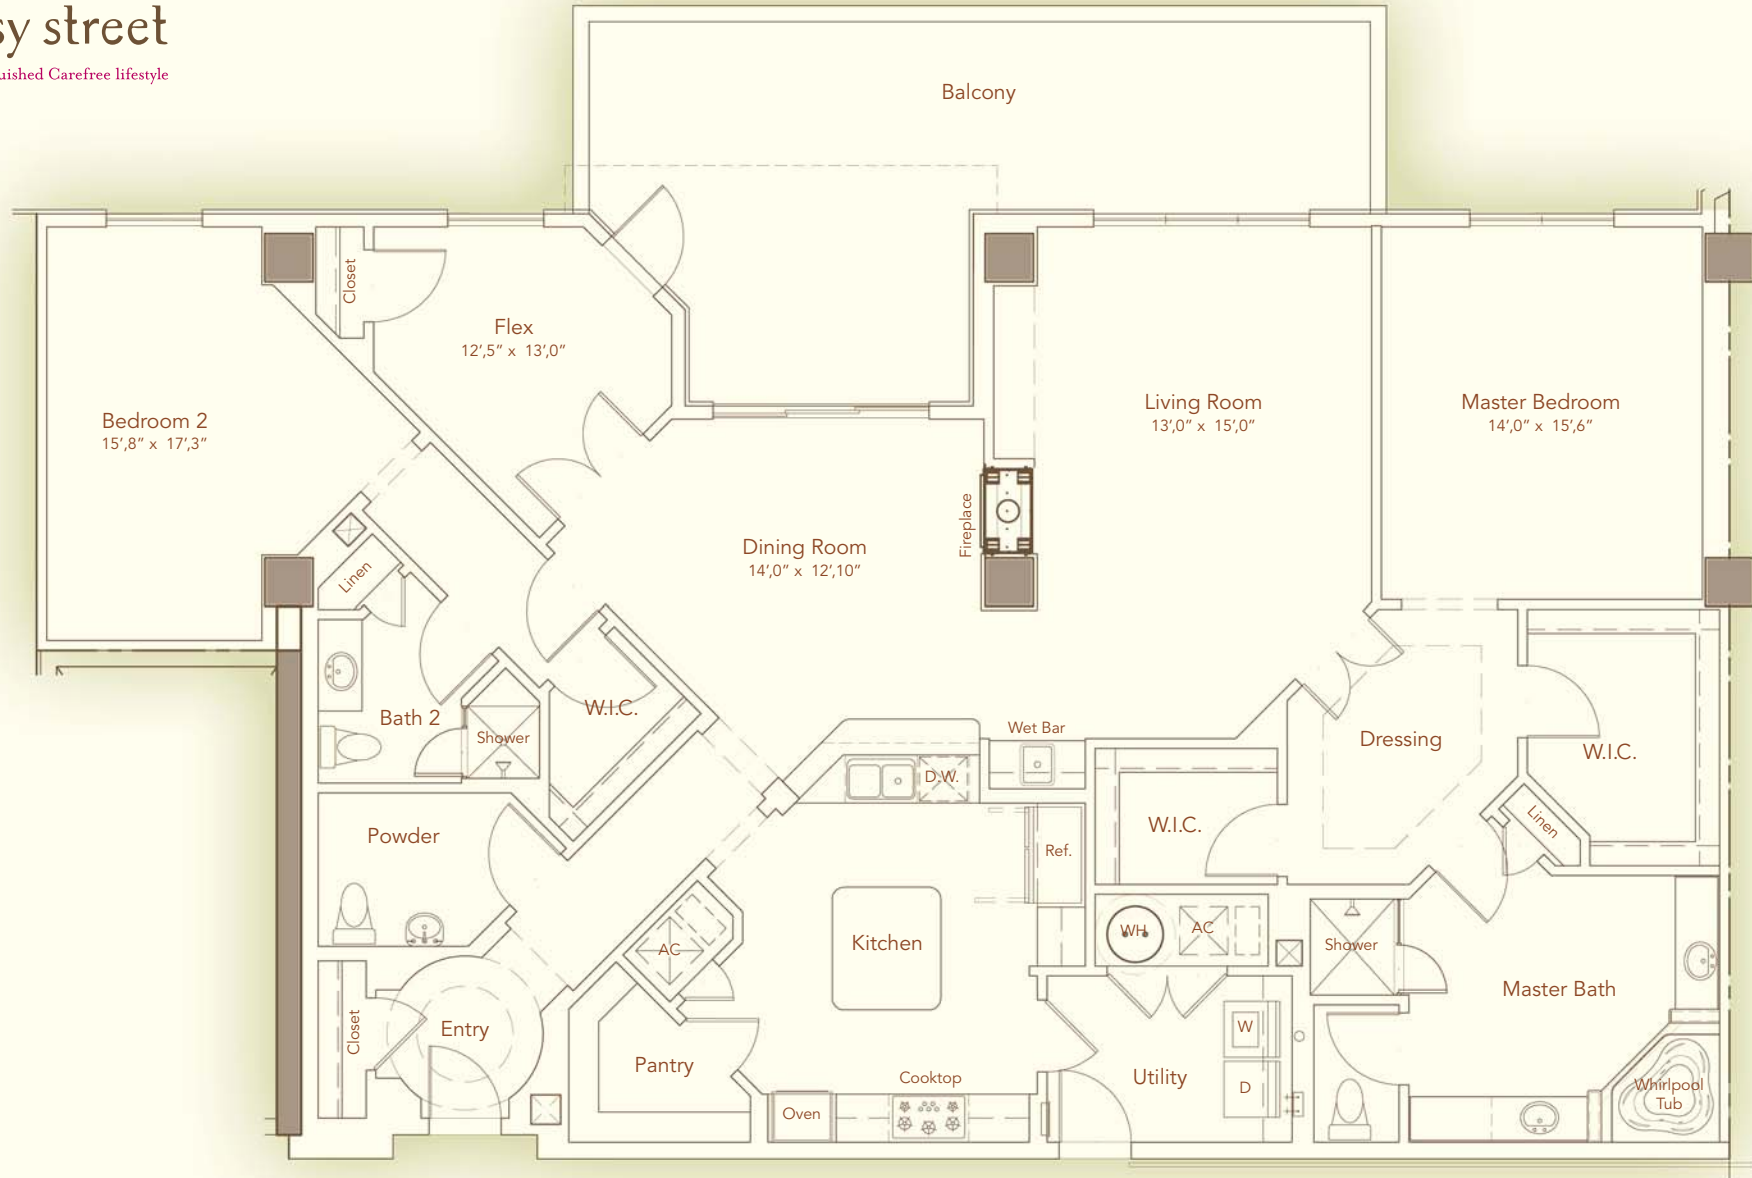 sy street
uished Carefree lifestyle
Balcony
Closet
Flex
12',5" x 13',0"
Bedroom 2
15',8" x 17',3"
Living Room
13',0" x 15',0"
Master Bedroom
14',0" x 15',6"
Fireplace
Dining Room
14',0" x 12',10"
Linen
W.I.C.
Bath 2
Shower
Wet Bar
D.W.
Dressing
W.I.C.
Powder
W.I.C.
Linen
Ref.
AC
Kitchen
WH
AC
Shower
Master Bath
Closet
Entry
Pantry
W
Utility
Cooktop
D
Oven
Whirlpool
Tub